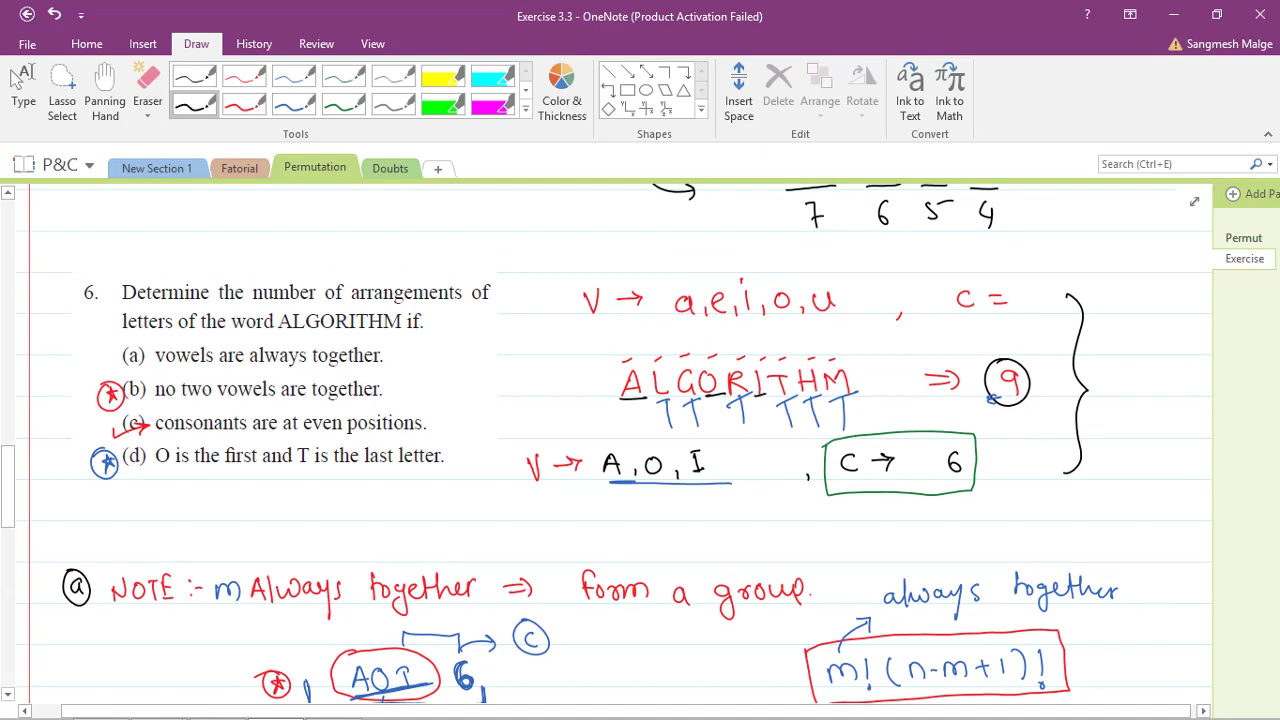 Exercise 3.3 - OneNote (Product Activation Failed)
?
File Home Insert Draw History Review View
Sangmesh Malge
Type
Lasso Select
Panning Hand
Eraser
Color & Thickness
Insert Space
Delete
Arrange
Rotate
Ink to Text
Ink to Math
Tools
Shapes
Edit
Convert
P&C
New Section 1
Fatorial
Permutation
Doubts
+
Search (Ctrl+E)
Add Pa
Permut
Exercise
7 6 5 4
6. Determine the number of arrangements of
letters of the word ALGORITHM if.
(a) vowels are always together.
(b) no two vowels are together.
(c) consonants are at even positions.
(d) O is the first and T is the last letter.
V → a, e, i, o, u , C =
ALGORITHM ⇒ 9
V → A, O, I , C → 6
(a) NOTE :- m Always together ⇒ form a group.
always together
C
AOI 6,
m! (n-m+1)!